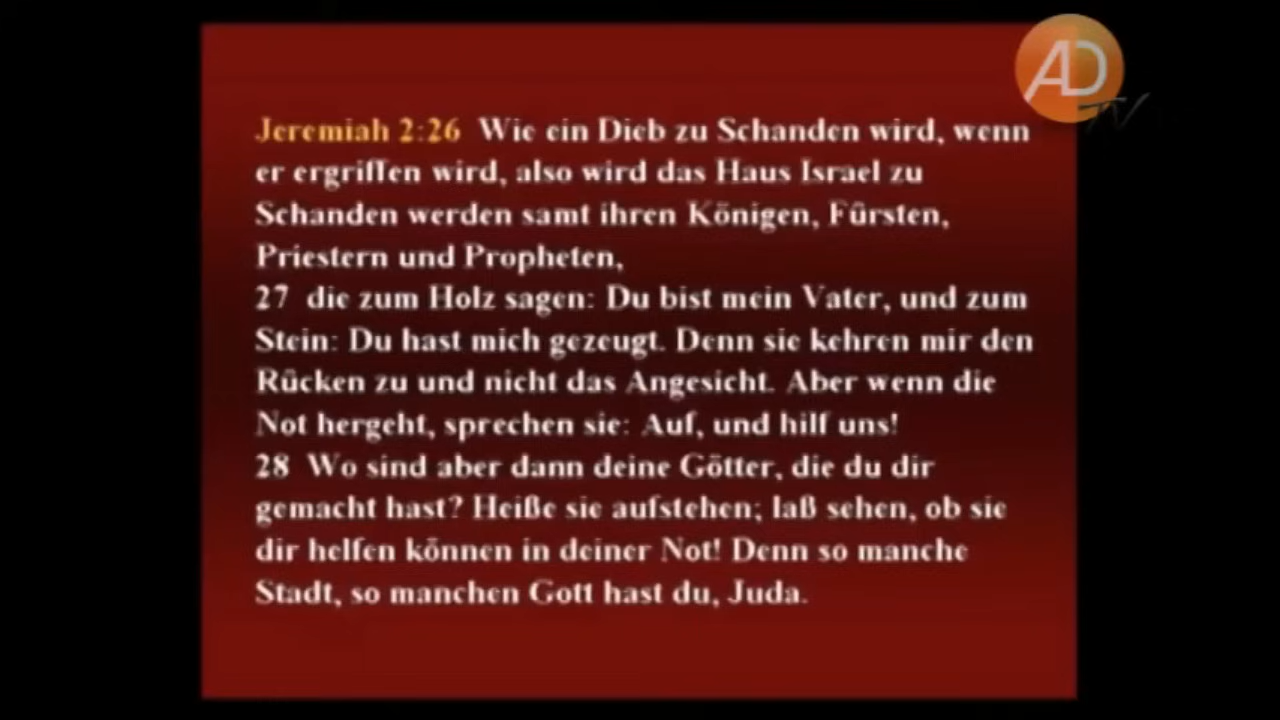 AD
TV
Jeremiah 2:26 Wie ein Dieb zu Schanden wird, wenn
er ergriffen wird, also wird das Haus Israel zu
Schanden werden samt ihren Königen, Fürsten,
Priestern und Propheten,
27 die zum Holz sagen: Du bist mein Vater, und zum
Stein: Du hast mich gezeugt. Denn sie kehren mir den
Rücken zu und nicht das Angesicht. Aber wenn die
Not hergeht, sprechen sie: Auf, und hilf uns!
28 Wo sind aber dann deine Götter, die du dir
gemacht hast? Heiße sie aufstehen; laß sehen, ob sie
dir helfen können in deiner Not! Denn so manche
Stadt, so manchen Gott hast du, Juda.